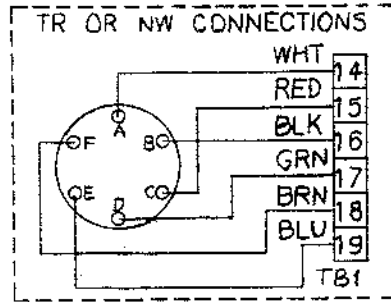 TR OR NW CONNECTIONS
WHT 14
RED 15
BLK 16
GRN 17
BRN 18
BLU 19
TB1
A
F B
E C
D